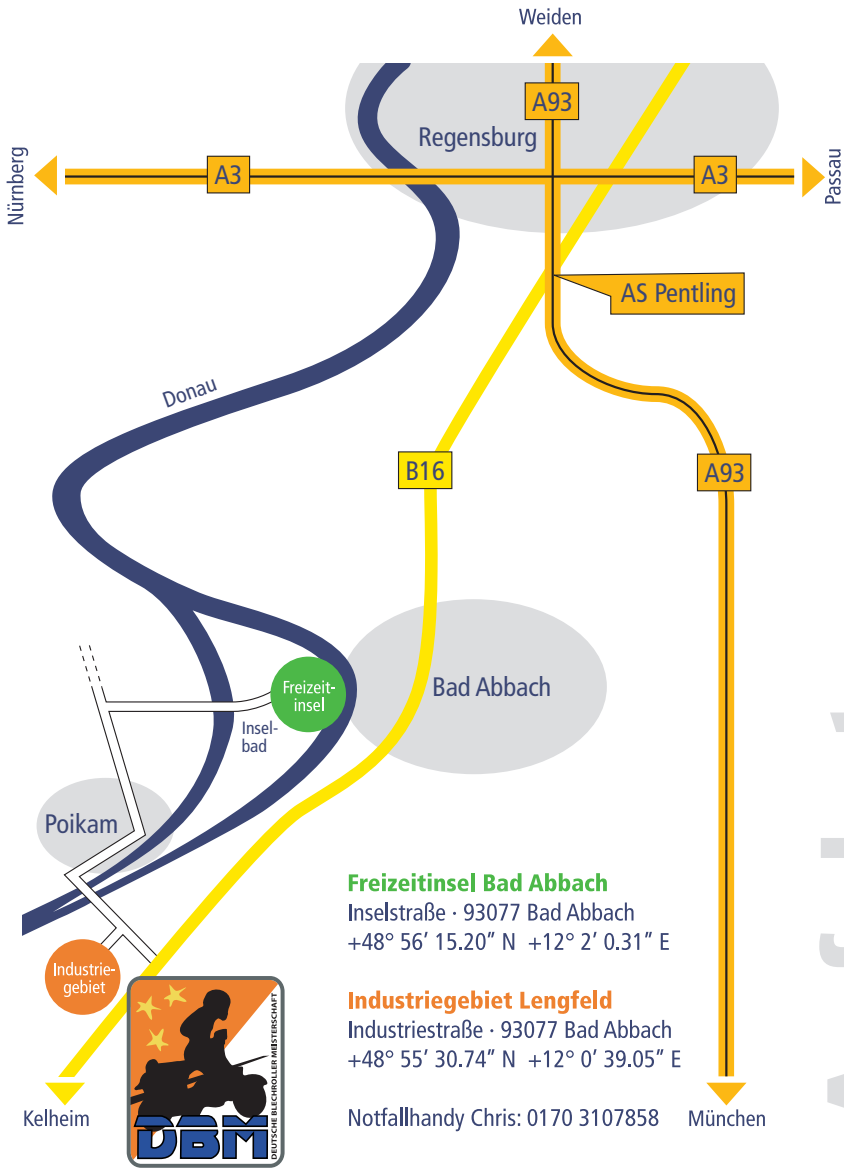 Weiden
A93
Regensburg
Nürnberg
A3
A3
Passau
AS Pentling
Donau
B16
A93
Freizeit-
insel
Bad Abbach
Insel-
bad
Poikam
Freizeitinsel Bad Abbach
Inselstraße · 93077 Bad Abbach
+48° 56’ 15.20” N +12° 2’ 0.31” E
Industrie-
gebiet
Industriegebiet Lengfeld
Industriestraße · 93077 Bad Abbach
+48° 55’ 30.74” N +12° 0’ 39.05” E
DEUTSCHE BLECHROLLER MEISTERSCHAFT
DBM
Kelheim
Notfallhandy Chris: 0170 3107858
München